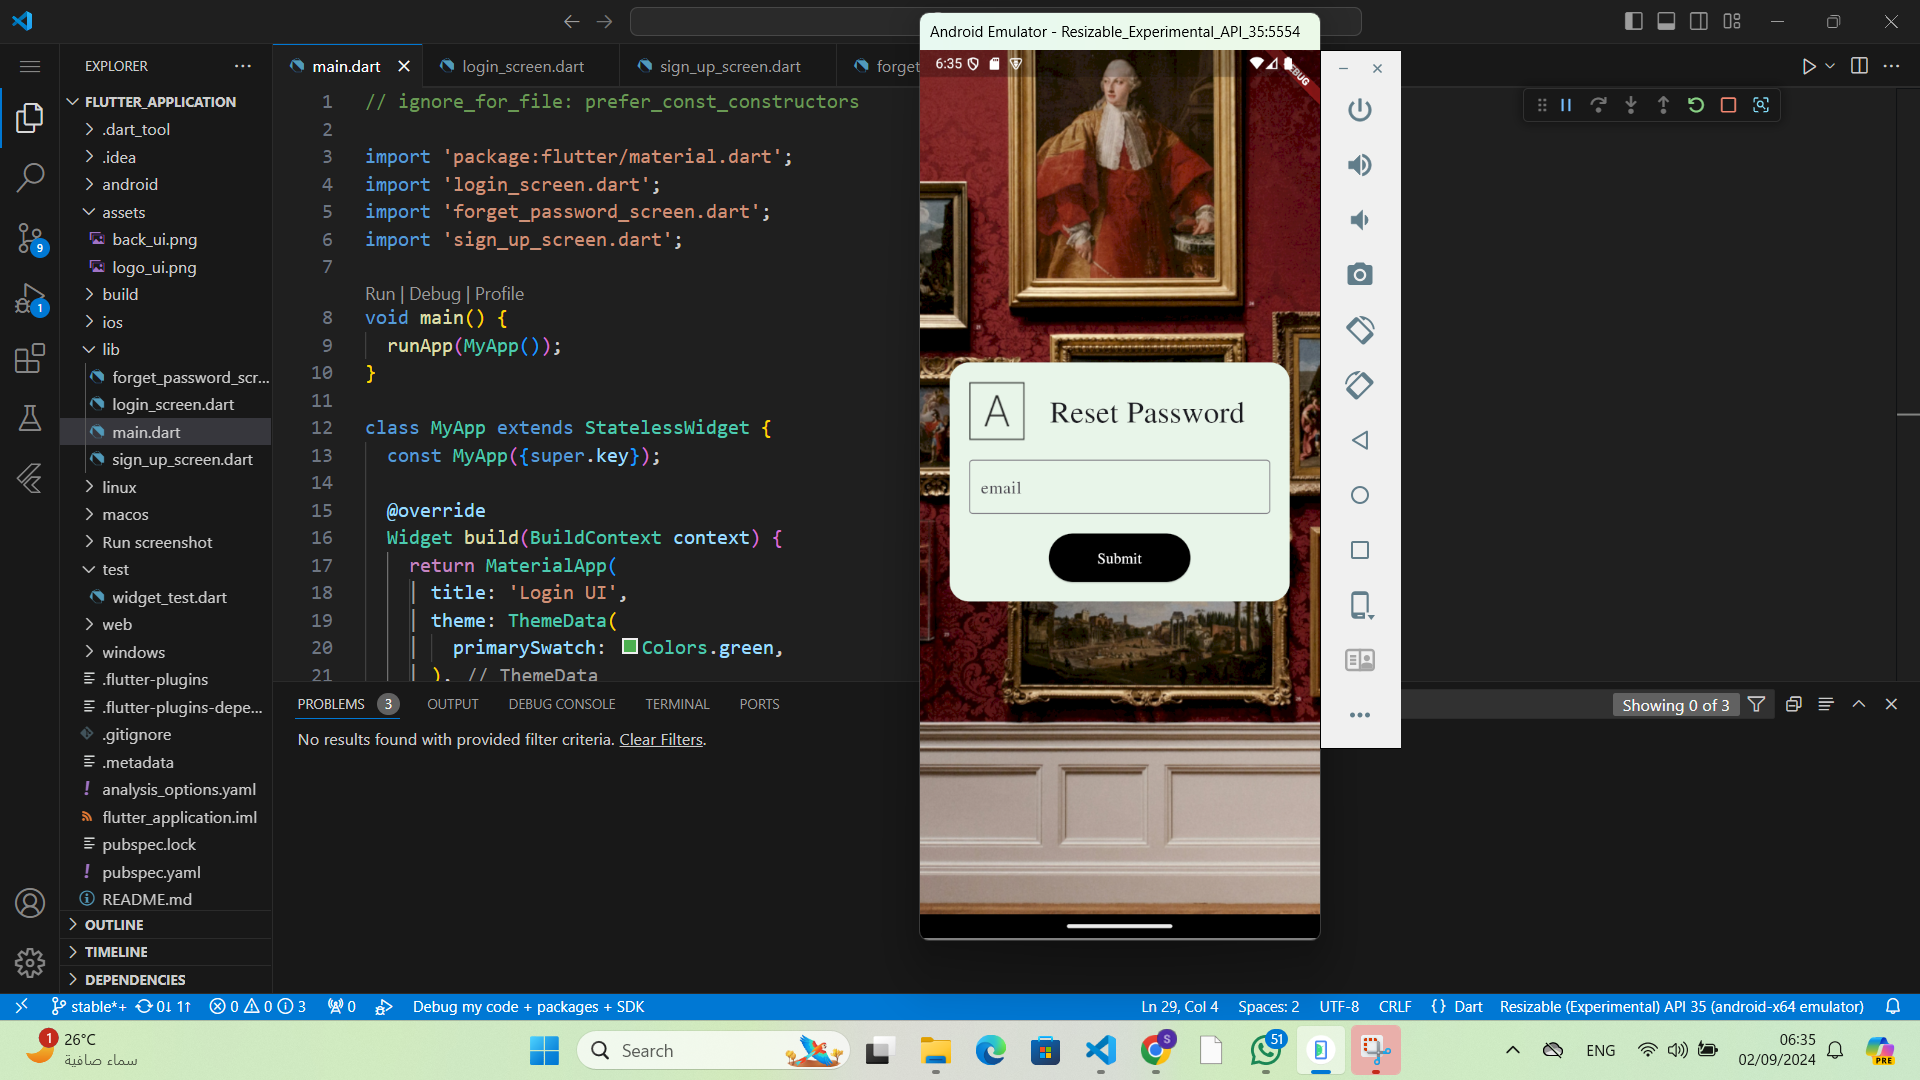 EXPLORER
FLUTTER_APPLICATION
.dart_tool
.idea
android
assets
back_ui.png
logo_ui.png
build
ios
lib
forget_password_scr...
login_screen.dart
main.dart
sign_up_screen.dart
linux
macos
Run screenshot
test
widget_test.dart
web
windows
.flutter-plugins
.flutter-plugins-depe...
.gitignore
.metadata
analysis_options.yaml
flutter_application.iml
pubspec.lock
pubspec.yaml
README.md
OUTLINE
TIMELINE
DEPENDENCIES
9
1
main.dart
login_screen.dart
sign_up_screen.dart
forget
1 // ignore_for_file: prefer_const_constructors
2
3 import 'package:flutter/material.dart';
4 import 'login_screen.dart';
5 import 'forget_password_screen.dart';
6 import 'sign_up_screen.dart';
7
Run | Debug | Profile
8 void main() {
9 runApp(MyApp());
10 }
11
12 class MyApp extends StatelessWidget {
13 const MyApp({super.key});
14
15 @override
16 Widget build(BuildContext context) {
17 return MaterialApp(
18 title: 'Login UI',
19 theme: ThemeData(
20 primarySwatch: Colors.green,
21 ), // ThemeData
PROBLEMS 3 OUTPUT DEBUG CONSOLE TERMINAL PORTS
Showing 0 of 3
No results found with provided filter criteria. Clear Filters.
Android Emulator - Resizable_Experimental_API_35:5554
6:35
DEBUG
A
Reset Password
email
Submit
stable*+ 0↓ 1↑ 0 0 3 0 Debug my code + packages + SDK
Ln 29, Col 4 Spaces: 2 UTF-8 CRLF {} Dart Resizable (Experimental) API 35 (android-x64 emulator)
1
26°C
سماء صافية
Search
S
51
ENG
06:35
02/09/2024
PRE